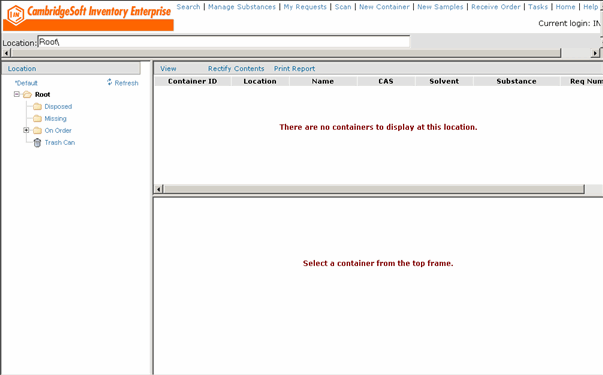 CambridgeSoft Inventory Enterprise
Search | Manage Substances | My Requests | Scan | New Container | New Samples | Receive Order | Tasks | Home | Help
Current login: IN
Location: Root\
Location
*Default Refresh
Root
Disposed
Missing
On Order
Trash Can
View Rectify Contents Print Report
Container ID Location Name CAS Solvent Substance Req Num
There are no containers to display at this location.
Select a container from the top frame.